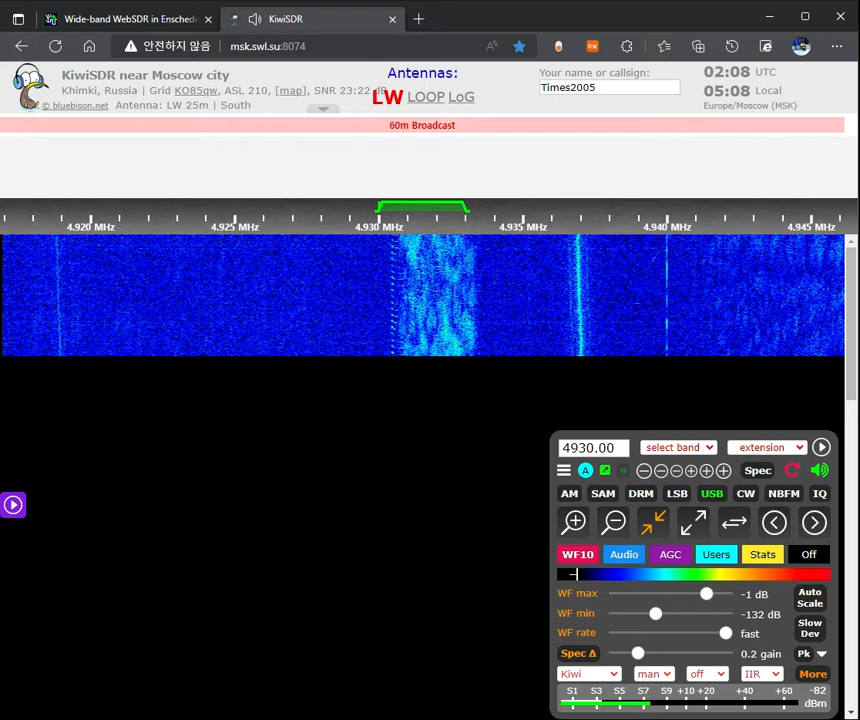 Wide-band WebSDR in Enschede
KiwiSDR
안전하지 않음
msk.swl.su:8074
KiwiSDR near Moscow city
Khimki, Russia | Grid KO85qw, ASL 210, [map], SNR 23:22 dB
© bluebison.net Antenna: LW 25m | South
Antennas:
LW LOOP LoG
Your name or callsign:
Times2005
02:08 UTC
05:08 Local
Europe/Moscow (MSK)
60m Broadcast
4.920 MHz 4.925 MHz 4.930 MHz 4.935 MHz 4.940 MHz 4.945 MHz
4930.00 select band extension
A 9 Spec
AM SAM DRM LSB USB CW NBFM IQ
WF10 Audio AGC Users Stats Off
WF max -1 dB Auto Scale
WF min -132 dB
WF rate fast Slow Dev
Spec Δ 0.2 gain Pk
Kiwi man off IIR More
S1 S3 S5 S7 S9 +10 +20 +40 +60 -82
dBm